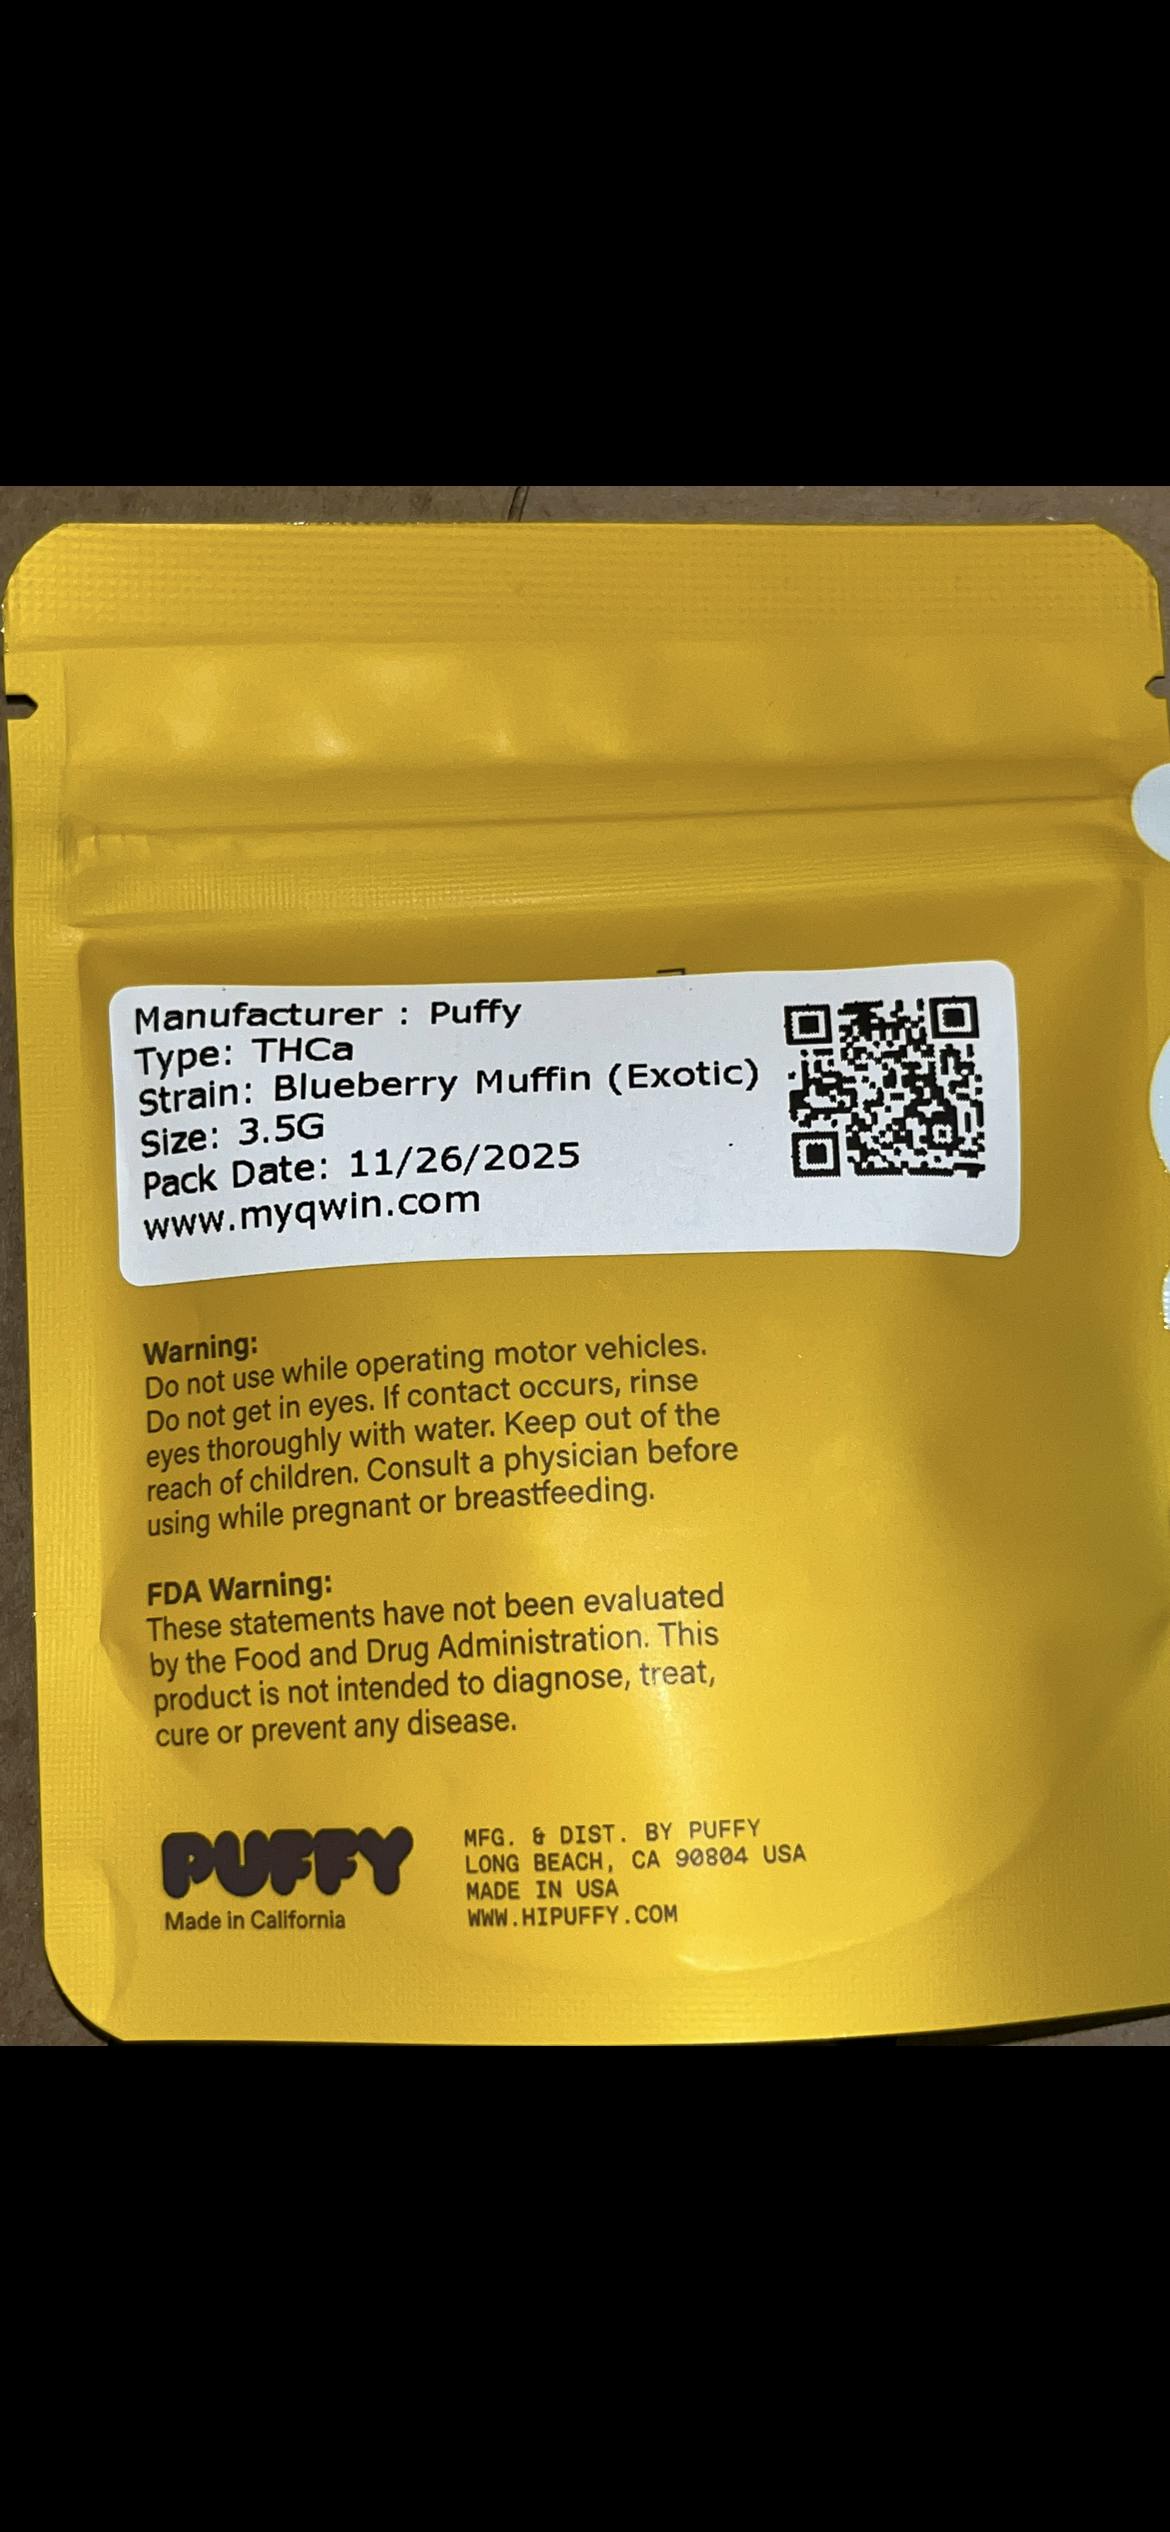 Manufacturer : Puffy
Type: THCa
Strain: Blueberry Muffin (Exotic)
Size: 3.5G
Pack Date: 11/26/2025
www.myqwin.com
Warning:
Do not use while operating motor vehicles.
Do not get in eyes. If contact occurs, rinse
eyes thoroughly with water. Keep out of the
reach of children. Consult a physician before
using while pregnant or breastfeeding.
FDA Warning:
These statements have not been evaluated
by the Food and Drug Administration. This
product is not intended to diagnose, treat,
cure or prevent any disease.
PUFFY
Made in California
MFG. & DIST. BY PUFFY
LONG BEACH, CA 90804 USA
MADE IN USA
WWW.HIPUFFY.COM